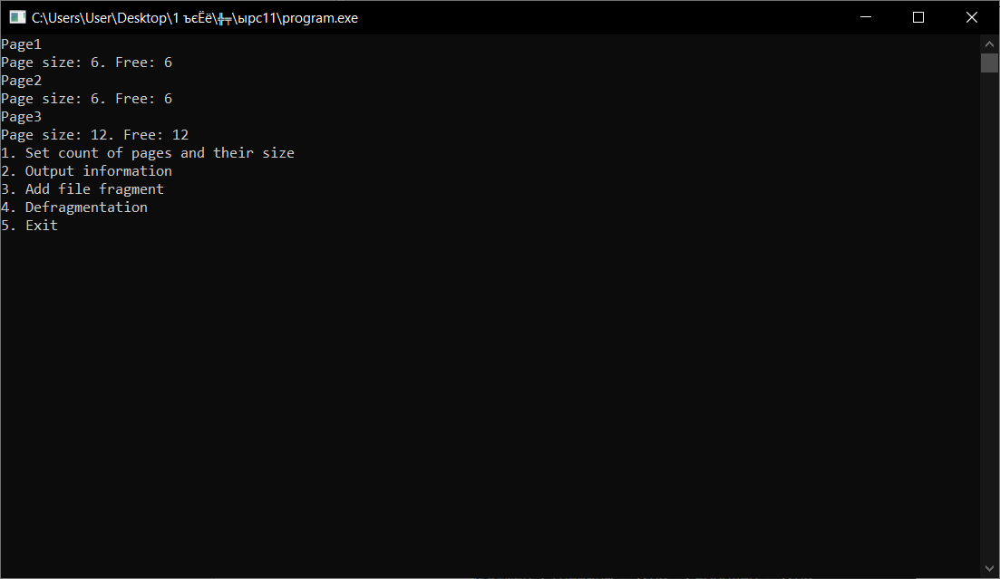 C:\Users\User\Desktop\1 ъєЁё\╬╤\ырс11\program.exe
Page1
Page size: 6. Free: 6
Page2
Page size: 6. Free: 6
Page3
Page size: 12. Free: 12
1. Set count of pages and their size
2. Output information
3. Add file fragment
4. Defragmentation
5. Exit